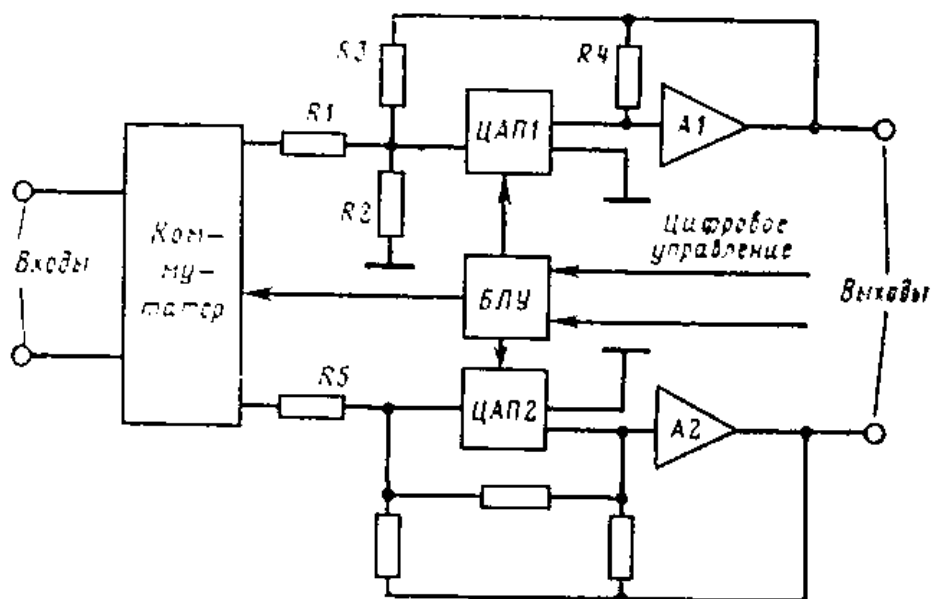 R3
R4
R1
ЦАП1
A1
R2
Ком-
му-
татор
Входы
Цифровое
управление
БЛУ
Выходы
R5
ЦАП2
A2